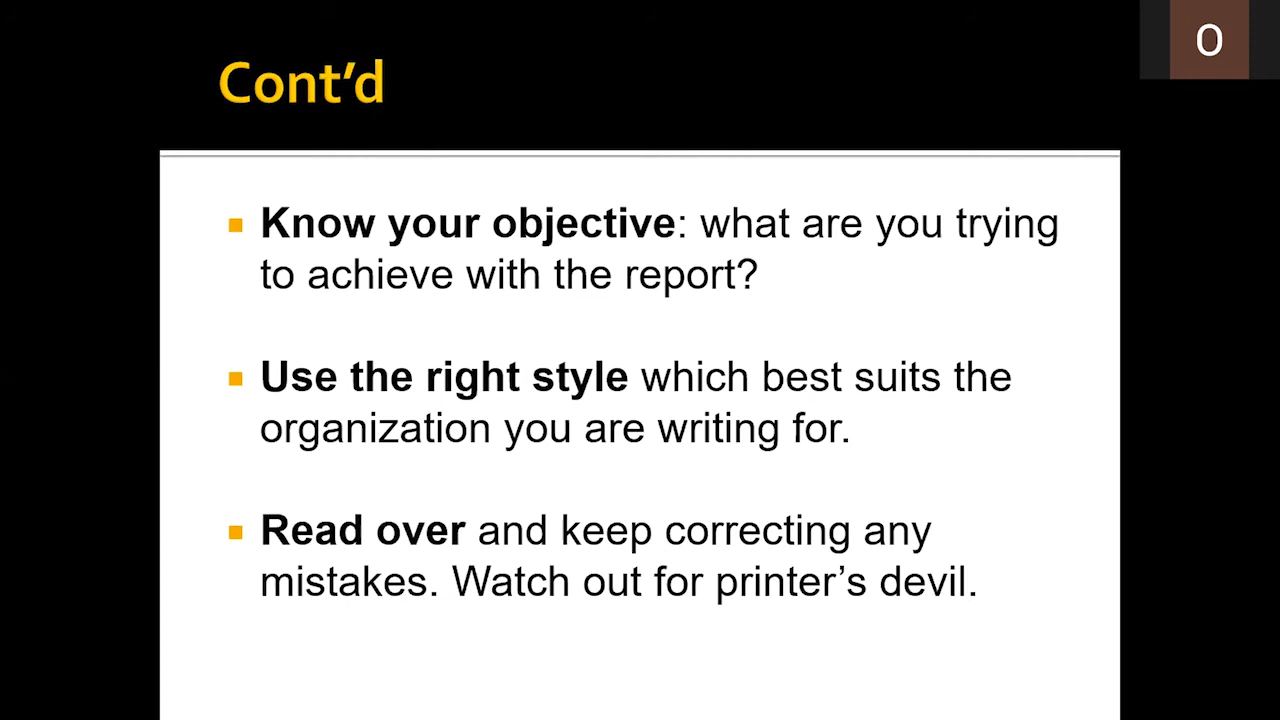 O
Cont’d
Know your objective: what are you trying
to achieve with the report?
Use the right style which best suits the
organization you are writing for.
Read over and keep correcting any
mistakes. Watch out for printer’s devil.